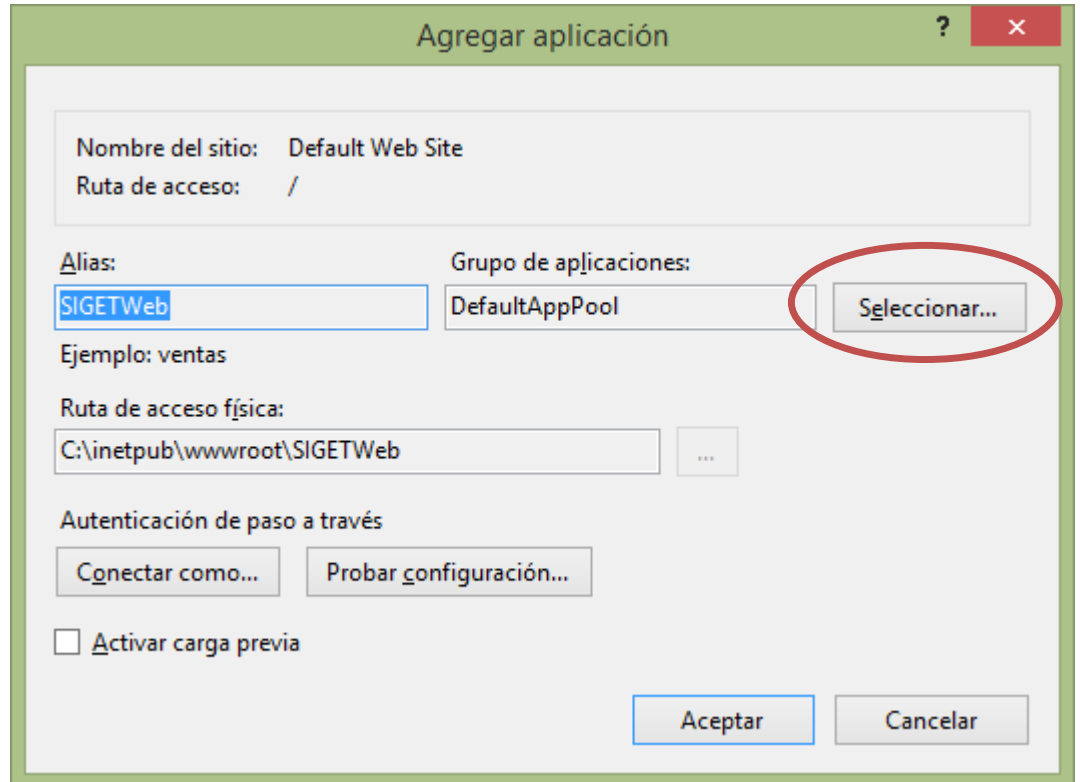 Agregar aplicación
?
Nombre del sitio: Default Web Site
Ruta de acceso: /
Alias:
Grupo de aplicaciones:
SIGETWeb
DefaultAppPool
Seleccionar...
Ejemplo: ventas
Ruta de acceso física:
C:\inetpub\wwwroot\SIGETWeb
...
Autenticación de paso a través
Conectar como...
Probar configuración...
Activar carga previa
Aceptar
Cancelar